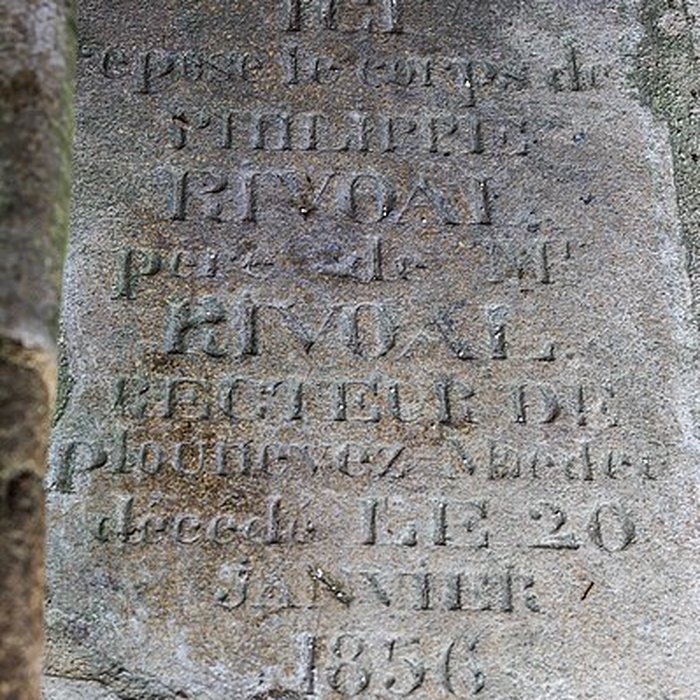 ICI
repose le corps de
PHILIPPE
RIVOAL
père de Mr
RIVOAL.
RECTEUR DE
plounevez-Moedec
décédé LE 20
JANVIER
1856